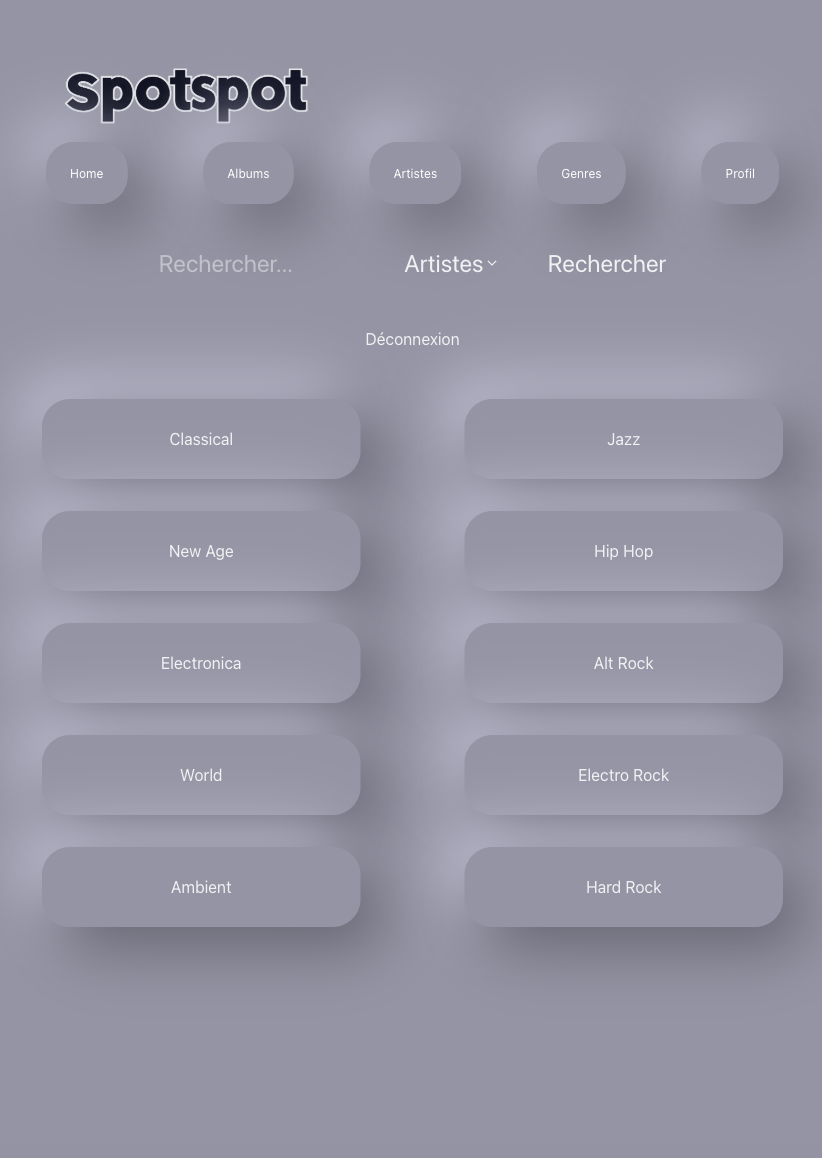 spotspot
Home Albums Artistes Genres Profil
Rechercher... Artistes Rechercher
Déconnexion
Classical Jazz
New Age Hip Hop
Electronica Alt Rock
World Electro Rock
Ambient Hard Rock